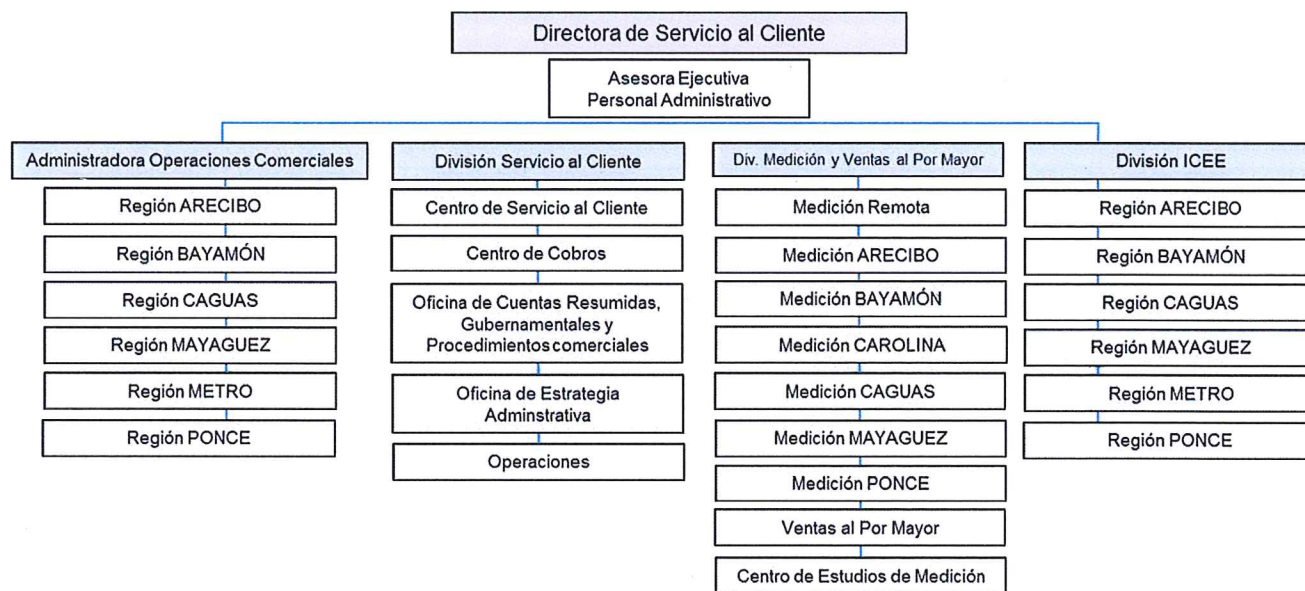 Directora de Servicio al Cliente
Asesora Ejecutiva
Personal Administrativo
Administradora Operaciones Comerciales
Región ARECIBO
Región BAYAMÓN
Región CAGUAS
Región MAYAGUEZ
Región METRO
Región PONCE
División Servicio al Cliente
Centro de Servicio al Cliente
Centro de Cobros
Oficina de Cuentas Resumidas,
Gubernamentales y
Procedimientos comerciales
Oficina de Estrategia
Adminstrativa
Operaciones
Div. Medición y Ventas al Por Mayor
Medición Remota
Medición ARECIBO
Medición BAYAMÓN
Medición CAROLINA
Medición CAGUAS
Medición MAYAGUEZ
Medición PONCE
Ventas al Por Mayor
Centro de Estudios de Medición
División ICEE
Región ARECIBO
Región BAYAMÓN
Región CAGUAS
Región MAYAGUEZ
Región METRO
Región PONCE